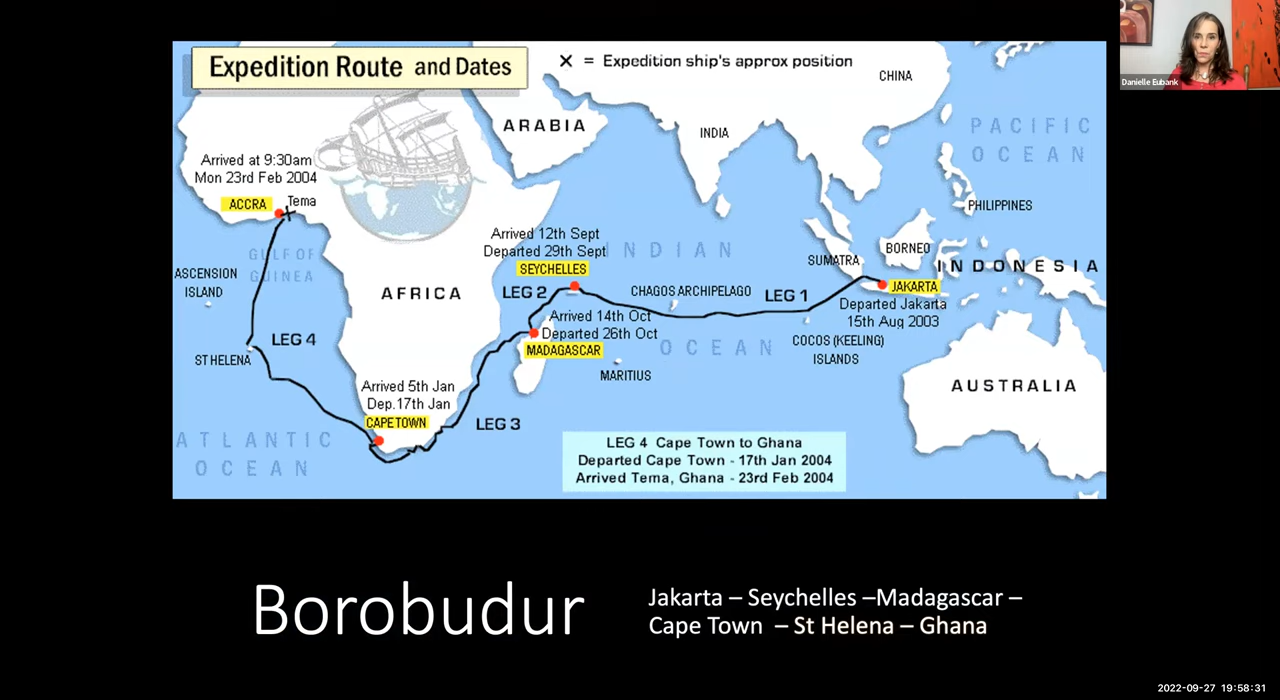 Expedition Route and Dates
X = Expedition ship's approx position
CHINA
ARABIA
INDIA
PACIFIC
OCEAN
Arrived at 9:30am
Mon 23rd Feb 2004
ACCRA
Tema
PHILIPPINES
Arrived 12th Sept
Departed 29th Sept
SEYCHELLES
INDIAN
OCEAN
SUMATRA
BORNEO
INDONESIA
GULF OF
GUINEA
ASCENSION
ISLAND
AFRICA
LEG 2
CHAGOS ARCHIPELAGO
LEG 1
JAKARTA
Departed Jakarta
15th Aug 2003
Arrived 14th Oct
Departed 26th Oct
MADAGASCAR
COCOS (KEELING)
ISLANDS
LEG 4
ST HELENA
MARITIUS
AUSTRALIA
Arrived 5th Jan
Dep.17th Jan
CAPE TOWN
LEG 3
ATLANTIC
OCEAN
LEG 4 Cape Town to Ghana
Departed Cape Town - 17th Jan 2004
Arrived Tema, Ghana - 23rd Feb 2004
Borobudur
Jakarta – Seychelles –Madagascar –
Cape Town – St Helena – Ghana
Danielle Eubank
2022-09-27 19:58:31